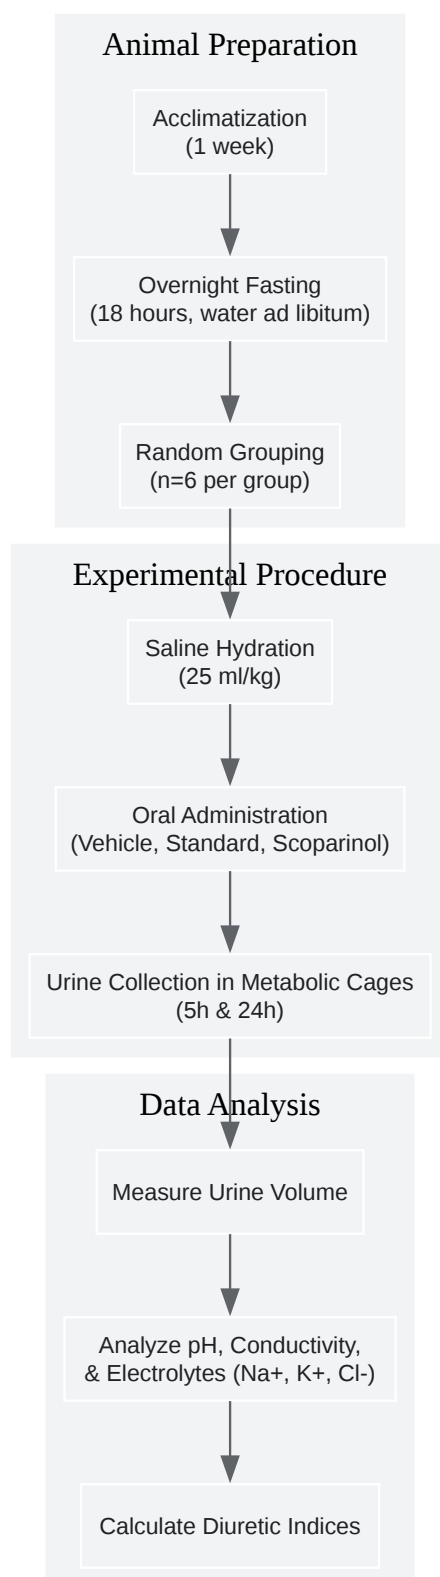 Animal Preparation
Acclimatization
(1 week)
Overnight Fasting
(18 hours, water ad libitum)
Random Grouping
(n=6 per group)
Experimental Procedure
Saline Hydration
(25 ml/kg)
Oral Administration
(Vehicle, Standard, Scoparinol)
Urine Collection in Metabolic Cages
(5h & 24h)
Data Analysis
Measure Urine Volume
Analyze pH, Conductivity,
& Electrolytes (Na+, K+, Cl-)
Calculate Diuretic Indices